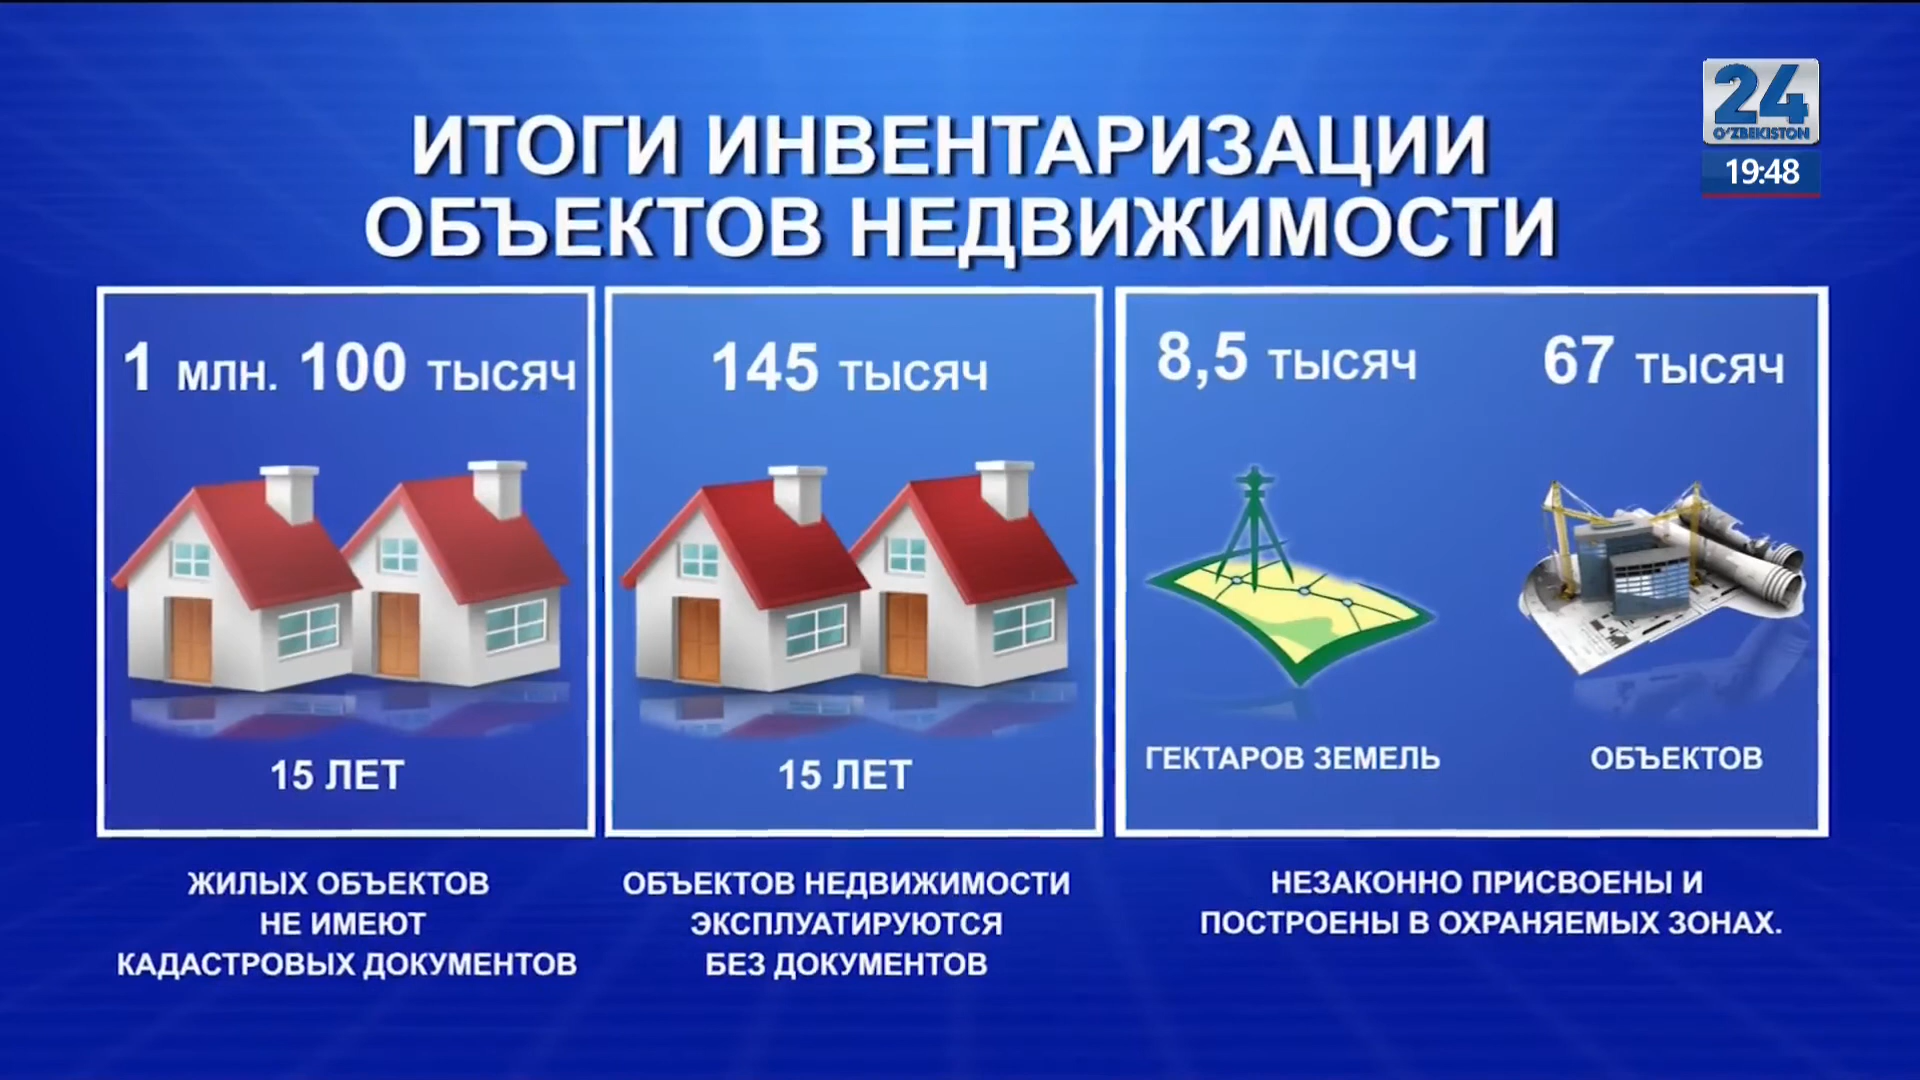 24
O'ZBEKISTON
19:48
ИТОГИ ИНВЕНТАРИЗАЦИИ
ОБЪЕКТОВ НЕДВИЖИМОСТИ
1 МЛН. 100 ТЫСЯЧ
15 ЛЕТ
ЖИЛЫХ ОБЪЕКТОВ
НЕ ИМЕЮТ
КАДАСТРОВЫХ ДОКУМЕНТОВ
145 ТЫСЯЧ
15 ЛЕТ
ОБЪЕКТОВ НЕДВИЖИМОСТИ
ЭКСПЛУАТИРУЮТСЯ
БЕЗ ДОКУМЕНТОВ
8,5 ТЫСЯЧ
ГЕКТАРОВ ЗЕМЕЛЬ
67 ТЫСЯЧ
ОБЪЕКТОВ
НЕЗАКОННО ПРИСВОЕНЫ И
ПОСТРОЕНЫ В ОХРАНЯЕМЫХ ЗОНАХ.